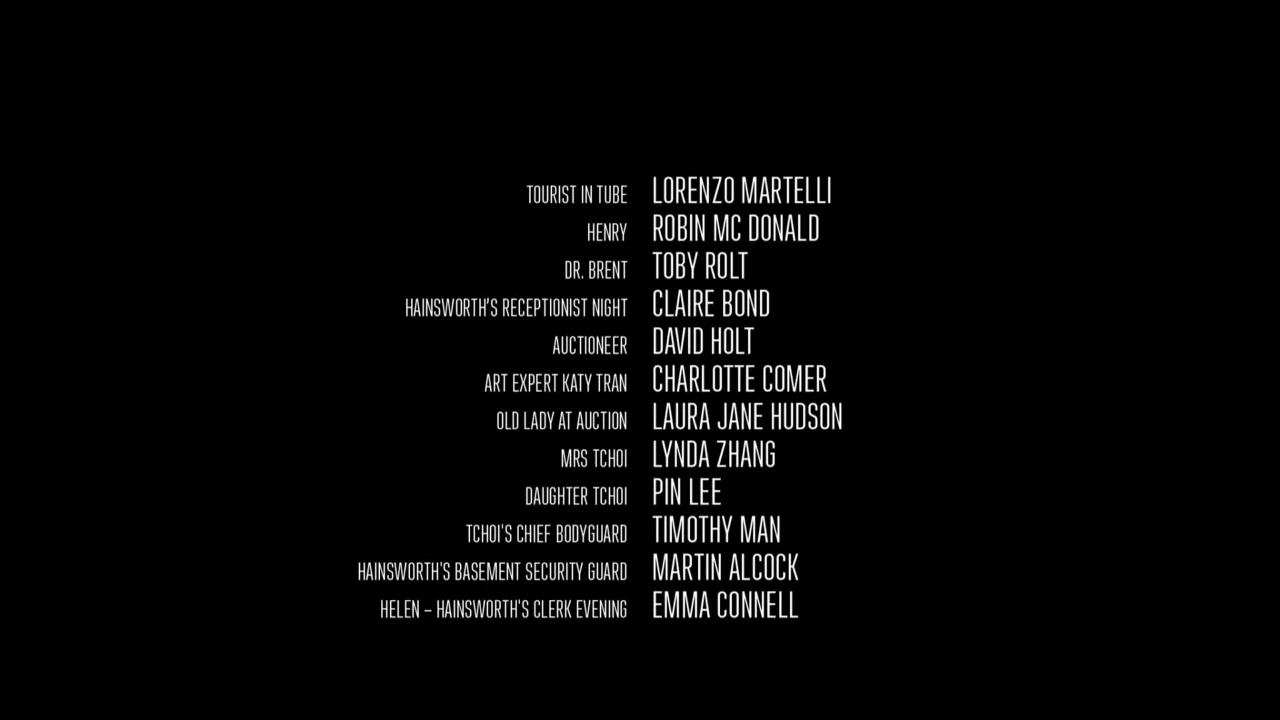 TOURIST IN TUBE LORENZO MARTELLI
HENRY ROBIN MC DONALD
DR. BRENT TOBY ROLT
HAINSWORTH'S RECEPTIONIST NIGHT CLAIRE BOND
AUCTIONEER DAVID HOLT
ART EXPERT KATY TRAN CHARLOTTE COMER
OLD LADY AT AUCTION LAURA JANE HUDSON
MRS TCHOI LYNDA ZHANG
DAUGHTER TCHOI PIN LEE
TCHOI'S CHIEF BODYGUARD TIMOTHY MAN
HAINSWORTH'S BASEMENT SECURITY GUARD MARTIN ALCOCK
HELEN – HAINSWORTH'S CLERK EVENING EMMA CONNELL